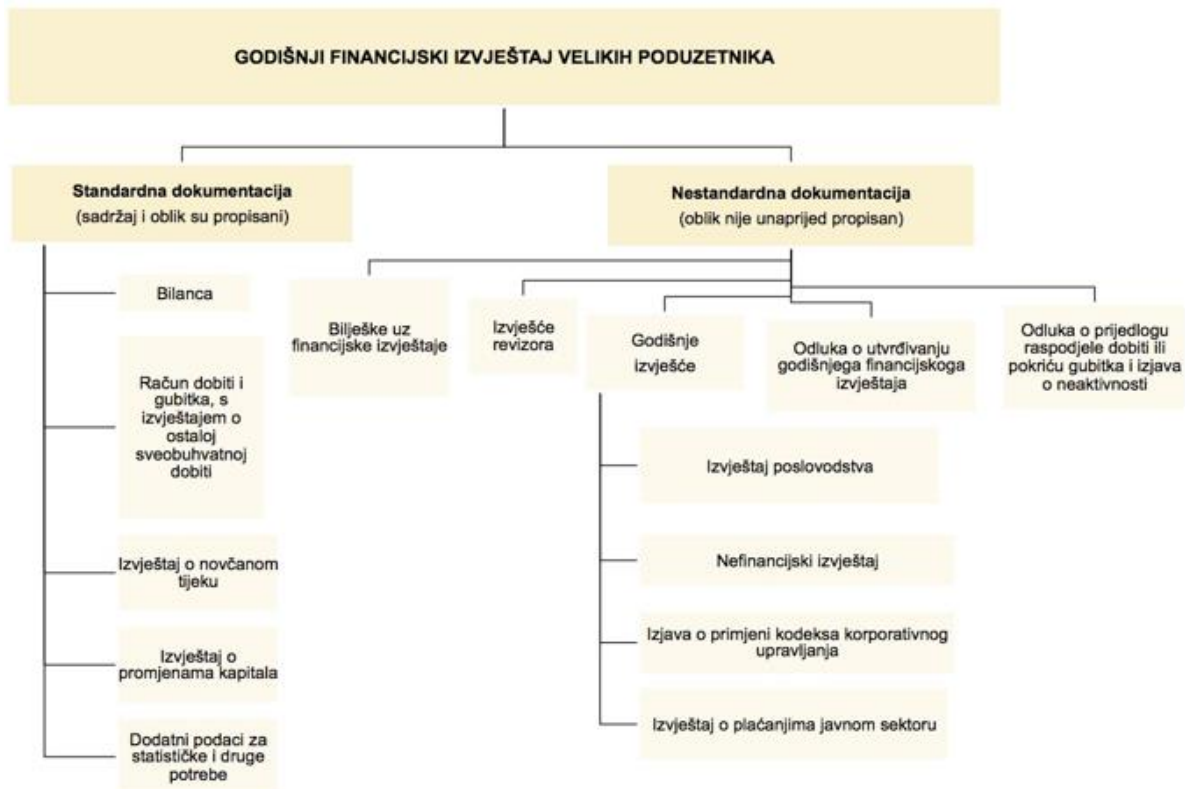 GODIŠNJI FINANCIJSKI IZVJEŠTAJ VELIKIH PODUZETNIKA
Standardna dokumentacija
(sadržaj i oblik su propisani)
Nestandardna dokumentacija
(oblik nije unaprijed propisan)
Bilanca
Račun dobiti i
gubitka, s
izvještajem o
ostaloj
sveobuhvatnoj
dobiti
Izvještaj o novčanom
tijeku
Izvještaj o
promjenama kapitala
Dodatni podaci za
statističke i druge
potrebe
Bilješke uz
financijske izvještaje
Izvješće
revizora
Godišnje
izvješće
Odluka o utvrđivanju
godišnjega financijskoga
izvještaja
Odluka o prijedlogu
raspodjele dobiti ili
pokriću gubitka i izjava
o neaktivnosti
Izvještaj poslovodstva
Nefinancijski izvještaj
Izjava o primjeni kodeksa korporativnog
upravljanja
Izvještaj o plaćanjima javnom sektoru